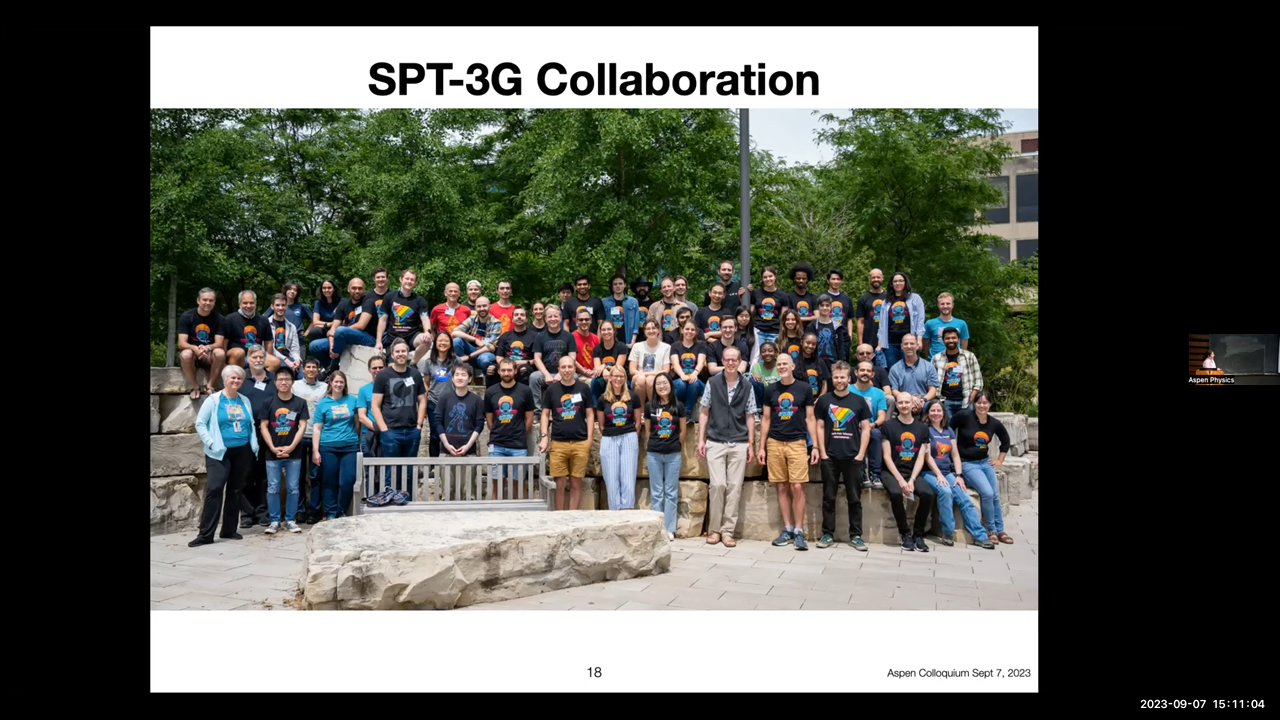 SPT-3G Collaboration
Aspen Physics
18
Aspen Colloquium Sept 7, 2023
2023-09-07 15:11:04